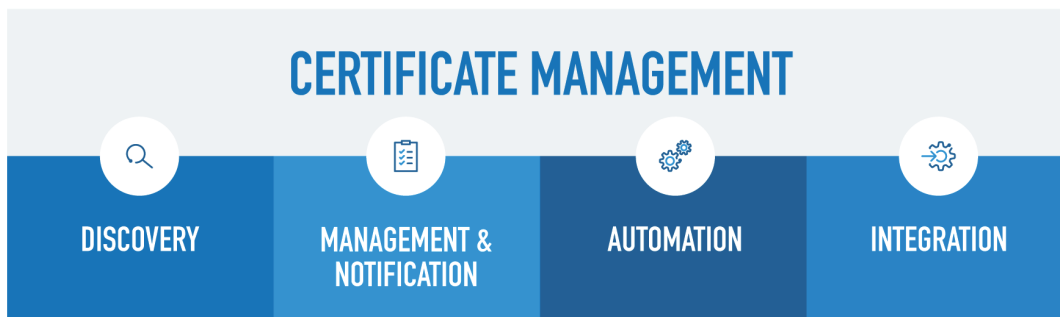 CERTIFICATE MANAGEMENT
DISCOVERY
MANAGEMENT &
NOTIFICATION
AUTOMATION
INTEGRATION